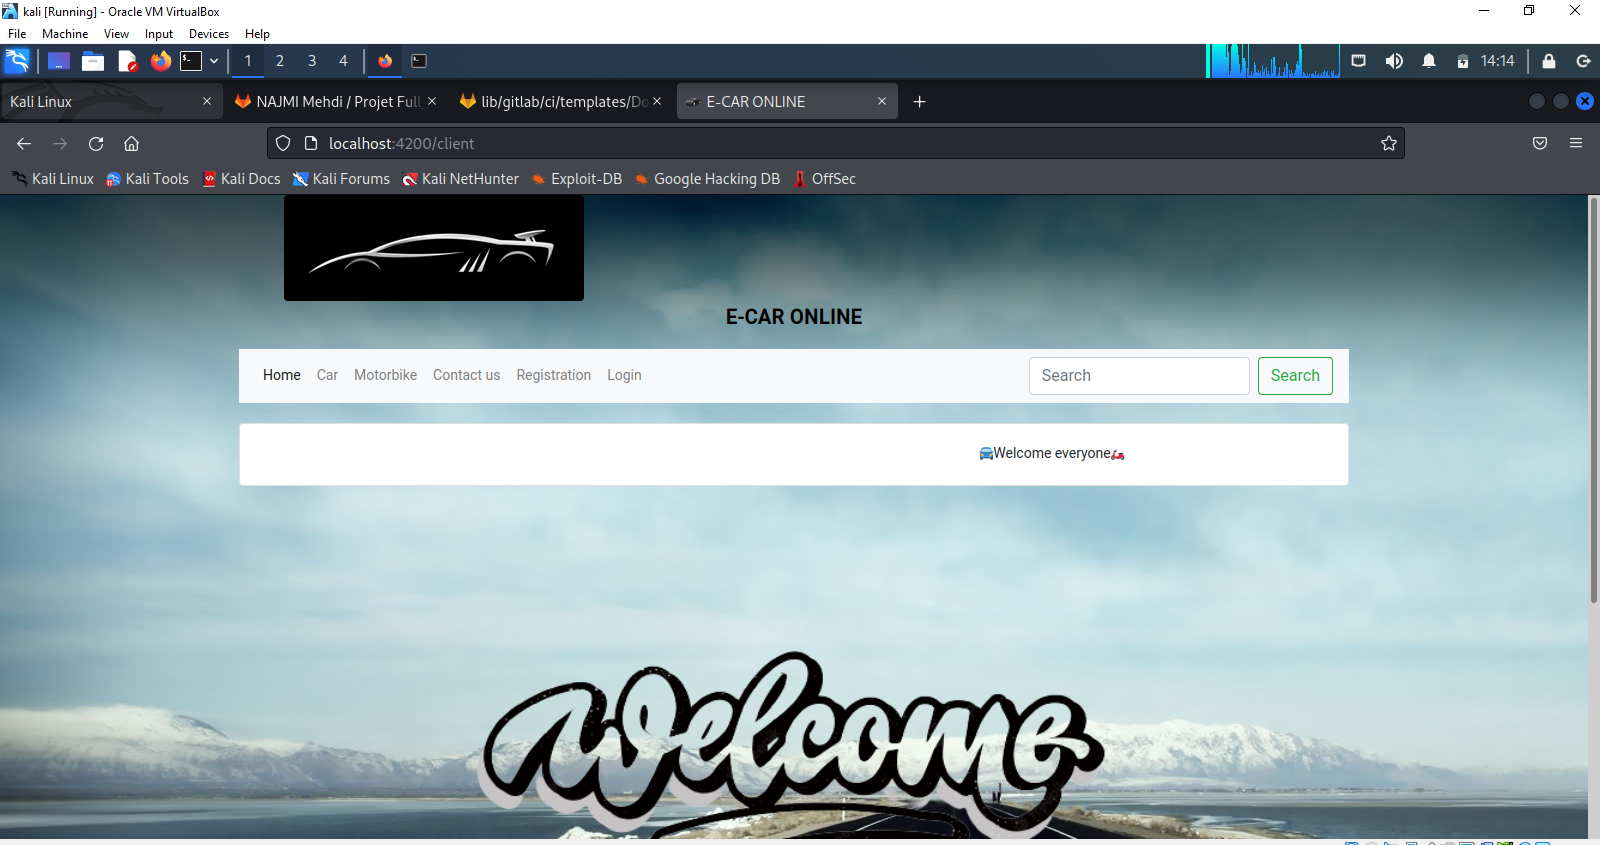 kali [Running] - Oracle VM VirtualBox
File Machine View Input Devices Help
1 2 3 4 14:14
Kali Linux NAJMI Mehdi / Projet Full lib/gitlab/ci/templates/Do E-CAR ONLINE
localhost:4200/client
Kali Linux Kali Tools Kali Docs Kali Forums Kali NetHunter Exploit-DB Google Hacking DB OffSec
E-CAR ONLINE
Home Car Motorbike Contact us Registration Login Search Search
🚘Welcome everyone🛵
Welcome